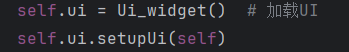 self.ui = Ui_widget()  # 加载UI
self.ui.setupUi(self)